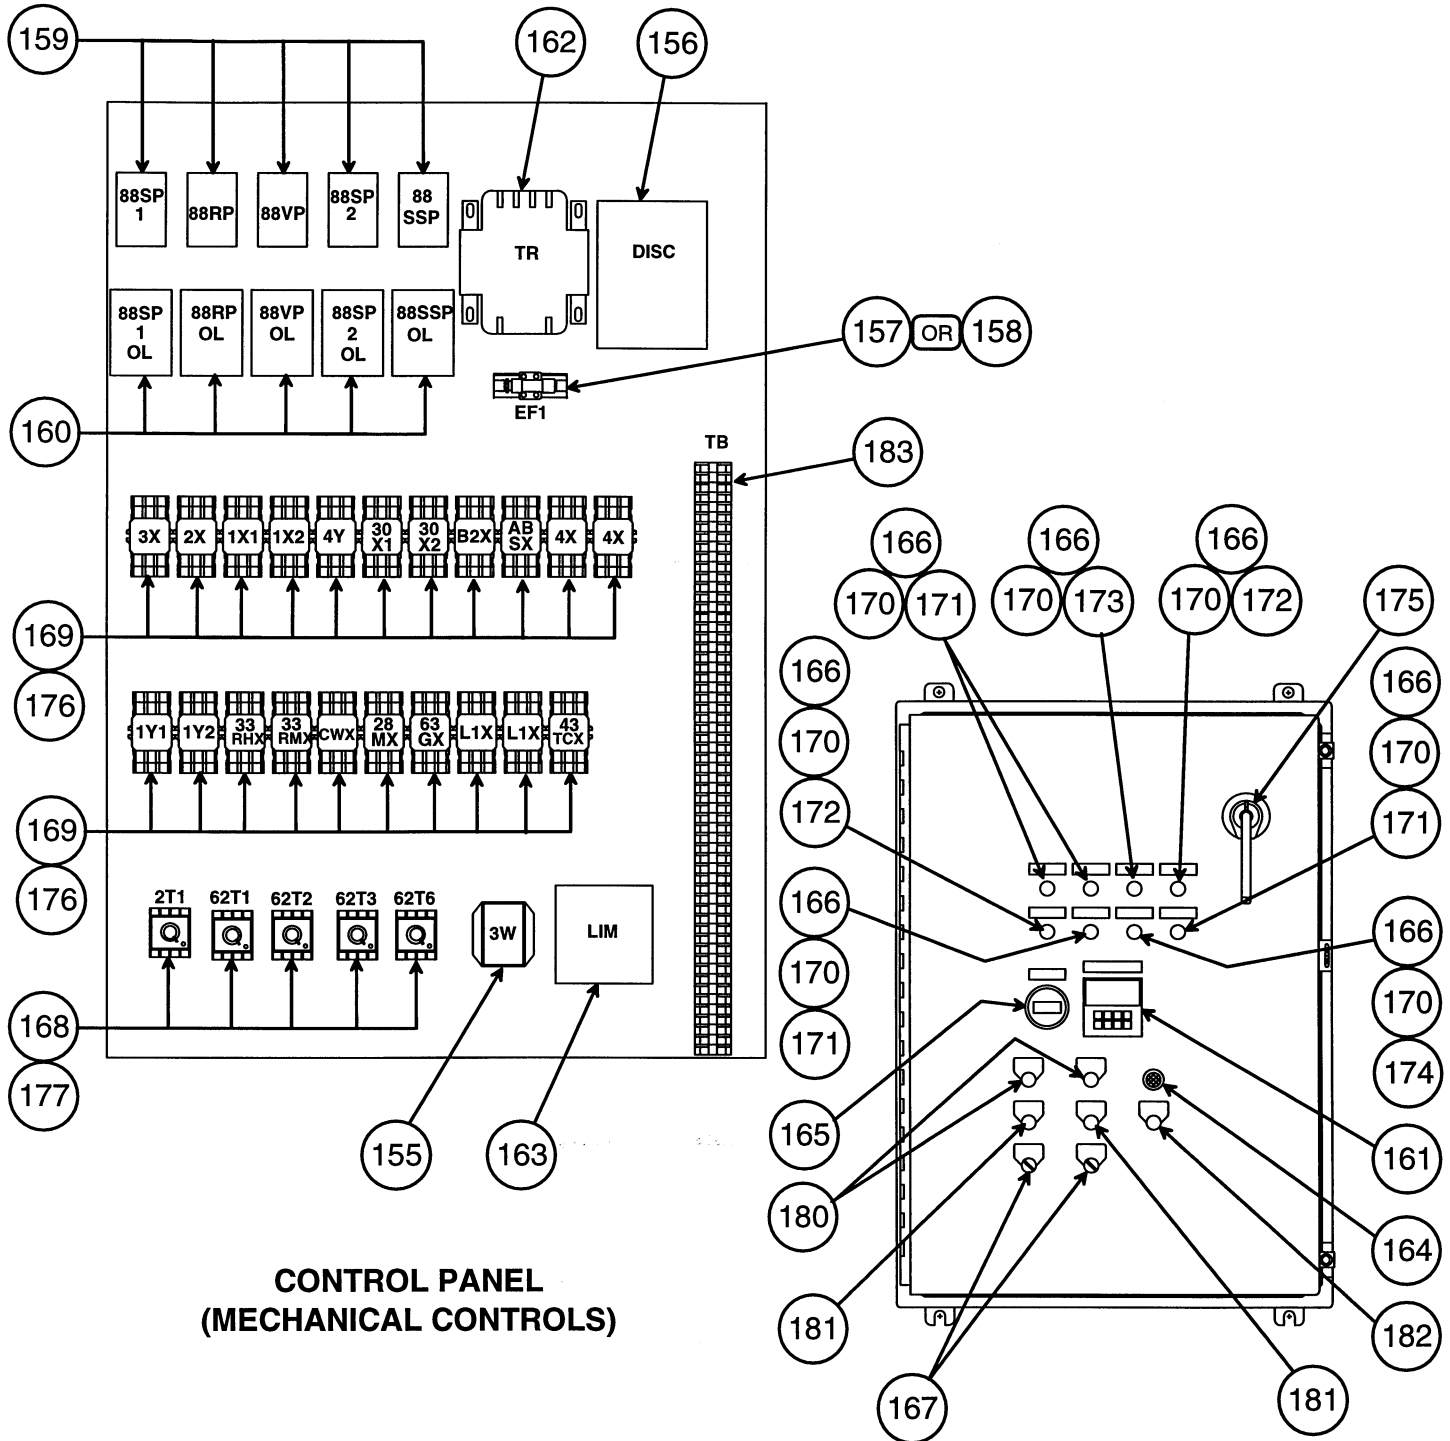 159
162
156
88SP
1
88RP
88VP
88SP
2
88
SSP
TR
DISC
88SP
1
OL
88RP
OL
88VP
OL
88SP
2
OL
88SSP
OL
157 OR 158
EF1
160
TB
183
3X
2X
1X1
1X2
4Y
30
X1
30
X2
B2X
AB
SX
4X
4X
169
176
1Y1
1Y2
33
RHX
33
RMX
CWX
28
MX
63
GX
L1X
L1X
43
TCX
169
176
2T1
62T1
62T2
62T3
62T6
3W
LIM
168
177
155
163
CONTROL PANEL
(MECHANICAL CONTROLS)
166
170 171
166
170 173
166
170 172
175
166
170
172
166
170
171
166
170
171
166
170
174
165
161
180
164
181
182
167
181